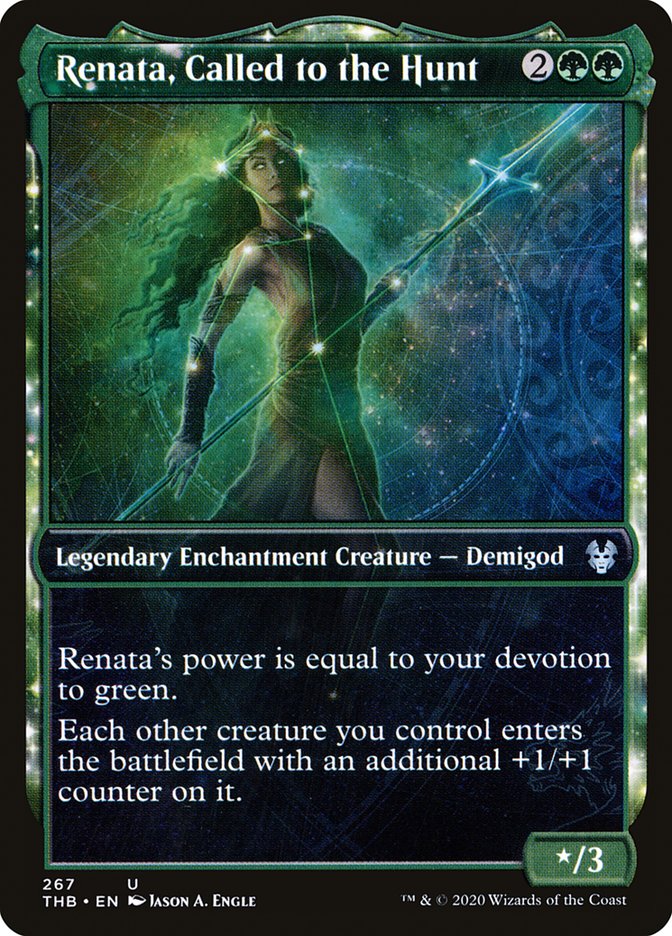 Renata, Called to the Hunt 2
Legendary Enchantment Creature — Demigod
Renata's power is equal to your devotion
to green.
Each other creature you control enters
the battlefield with an additional +1/+1
counter on it.
★/3
267 U
THB • EN Jason A. Engle ™ & © 2020 Wizards of the Coast